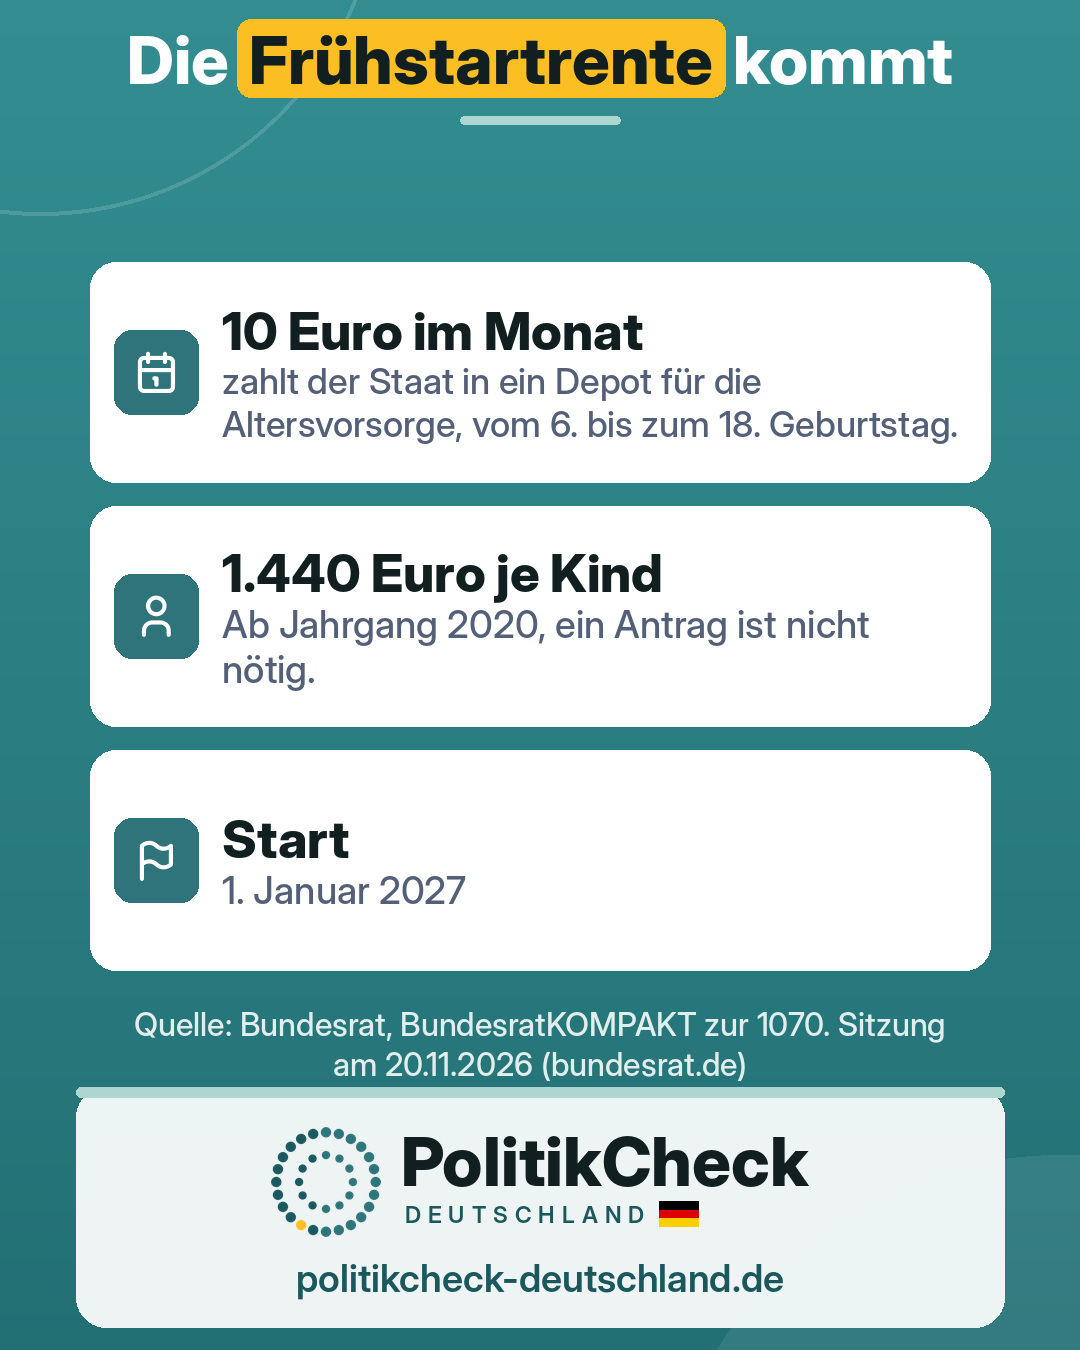 Die Frühstartrente kommt
10 Euro im Monat
zahlt der Staat in ein Depot für die
Altersvorsorge, vom 6. bis zum 18. Geburtstag.
1.440 Euro je Kind
Ab Jahrgang 2020, ein Antrag ist nicht
nötig.
Start
1. Januar 2027
Quelle: Bundesrat, BundesratKOMPAKT zur 1070. Sitzung
am 20.11.2026 (bundesrat.de)
PolitikCheck
DEUTSCHLAND
politikcheck-deutschland.de